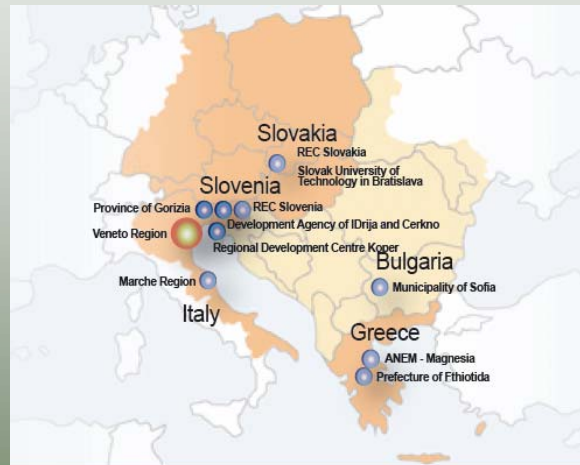 Slovakia
REC Slovakia
Slovak University of
Technology in Bratislava
Slovenia
Province of Gorizia
REC Slovenia
Veneto Region
Development Agency of IDrija and Cerkno
Regional Development Centre Koper
Bulgaria
Marche Region
Municipality of Sofia
Italy
Greece
ANEM - Magnesia
Prefecture of Fthiotida